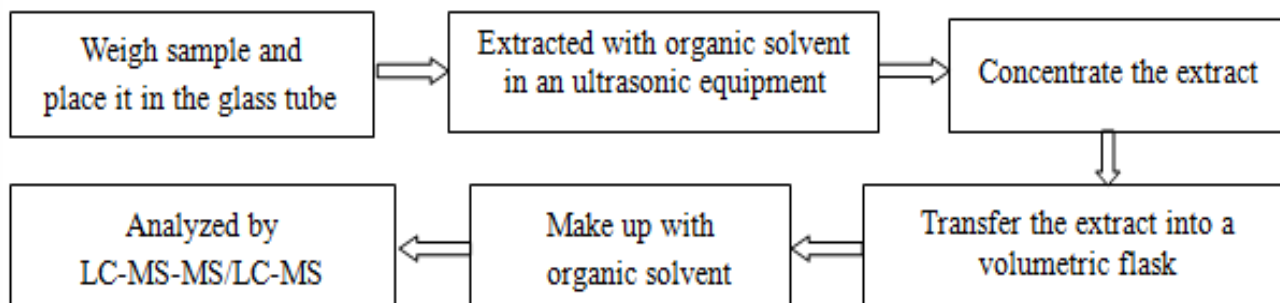 Weigh sample and
place it in the glass tube
Extracted with organic solvent
in an ultrasonic equipment
Concentrate the extract
Transfer the extract into a
volumetric flask
Make up with
organic solvent
Analyzed by
LC-MS-MS/LC-MS